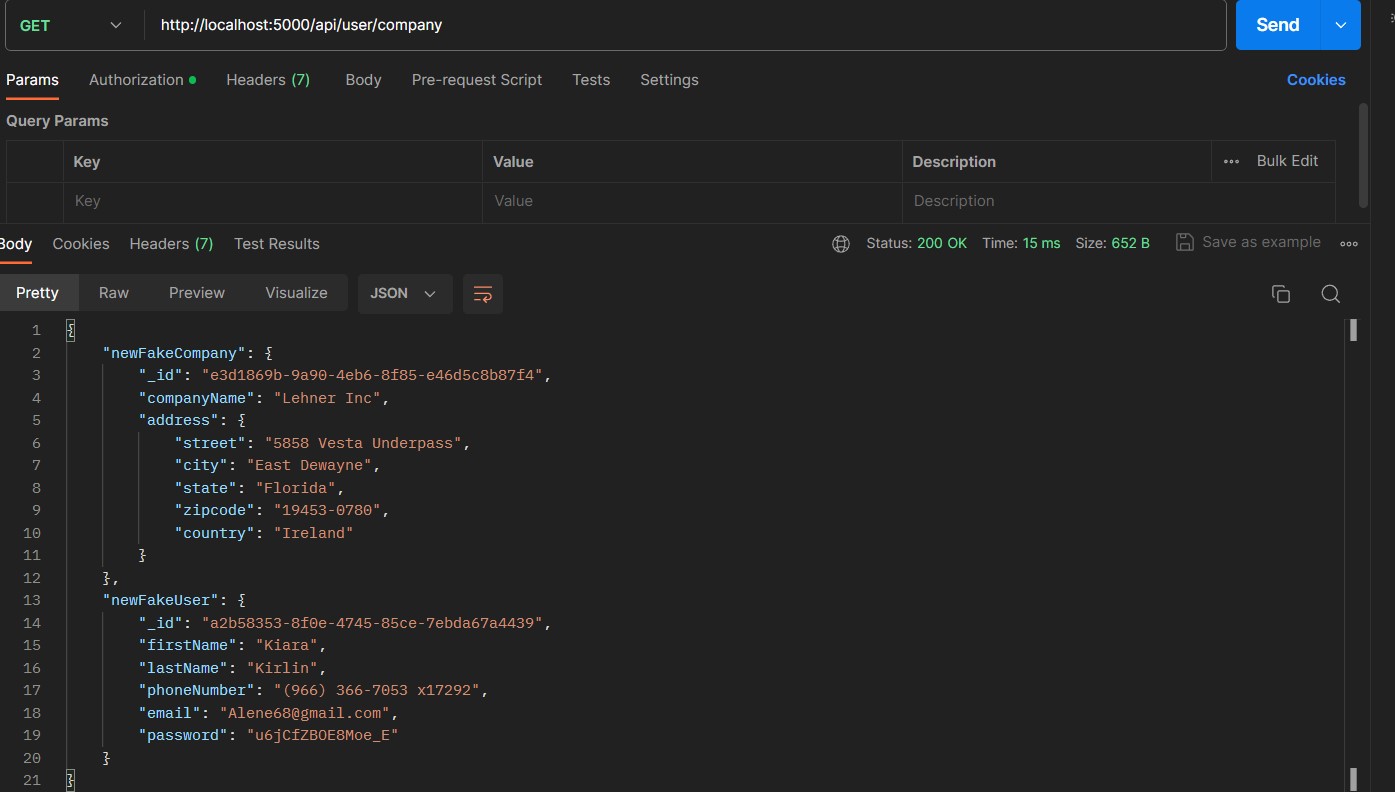 GET http://localhost:5000/api/user/company Send
Params Authorization Headers (7) Body Pre-request Script Tests Settings Cookies
Query Params
Key Value Description Bulk Edit
Key Value Description
Body Cookies Headers (7) Test Results Status: 200 OK Time: 15 ms Size: 652 B Save as example
Pretty Raw Preview Visualize JSON
1 {
2 "newFakeCompany": {
3 "_id": "e3d1869b-9a90-4eb6-8f85-e46d5c8b87f4",
4 "companyName": "Lehner Inc",
5 "address": {
6 "street": "5858 Vesta Underpass",
7 "city": "East Dewayne",
8 "state": "Florida",
9 "zipcode": "19453-0780",
10 "country": "Ireland"
11 }
12 },
13 "newFakeUser": {
14 "_id": "a2b58353-8f0e-4745-85ce-7ebda67a4439",
15 "firstName": "Kiara",
16 "lastName": "Kirlin",
17 "phoneNumber": "(966) 366-7053 x17292",
18 "email": "Alene68@gmail.com",
19 "password": "u6jCfZBOE8Moe_E"
20 }
21 }